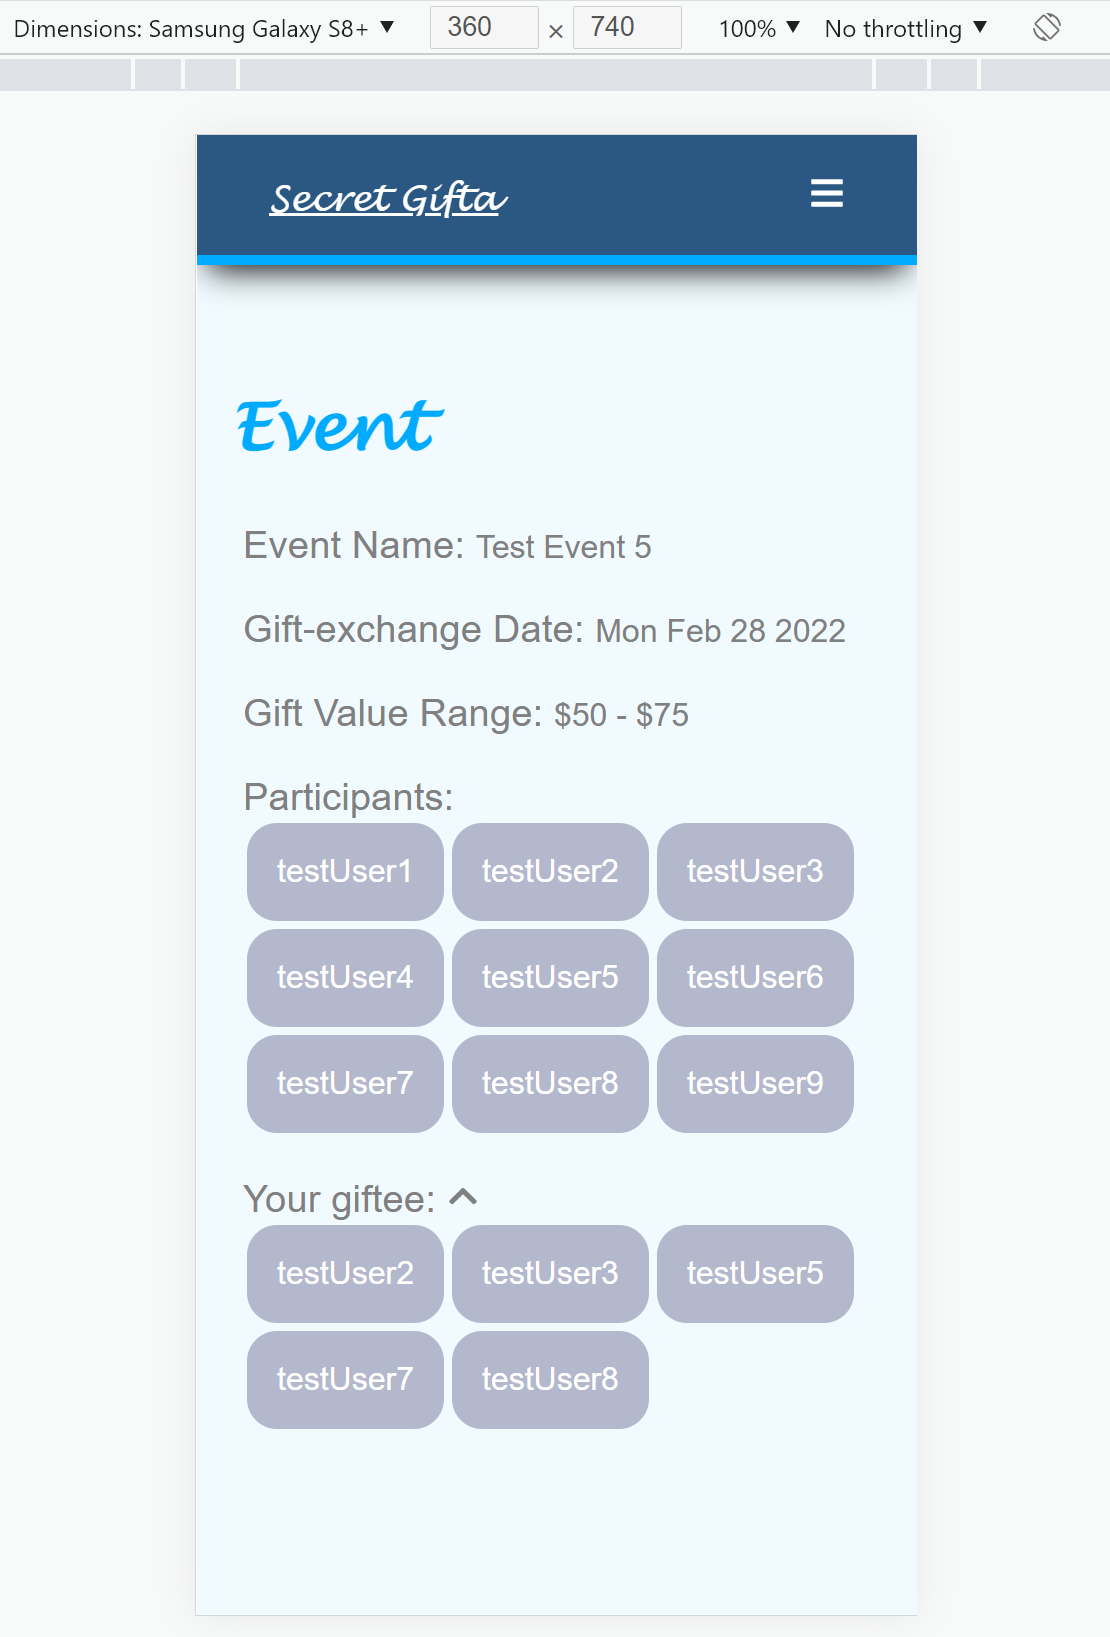 Dimensions: Samsung Galaxy S8+ ▼ 360 × 740 100% ▼ No throttling ▼
Secret Gifta
Event
Event Name: Test Event 5
Gift-exchange Date: Mon Feb 28 2022
Gift Value Range: $50 - $75
Participants:
testUser1 testUser2 testUser3
testUser4 testUser5 testUser6
testUser7 testUser8 testUser9
Your giftee:
testUser2 testUser3 testUser5
testUser7 testUser8